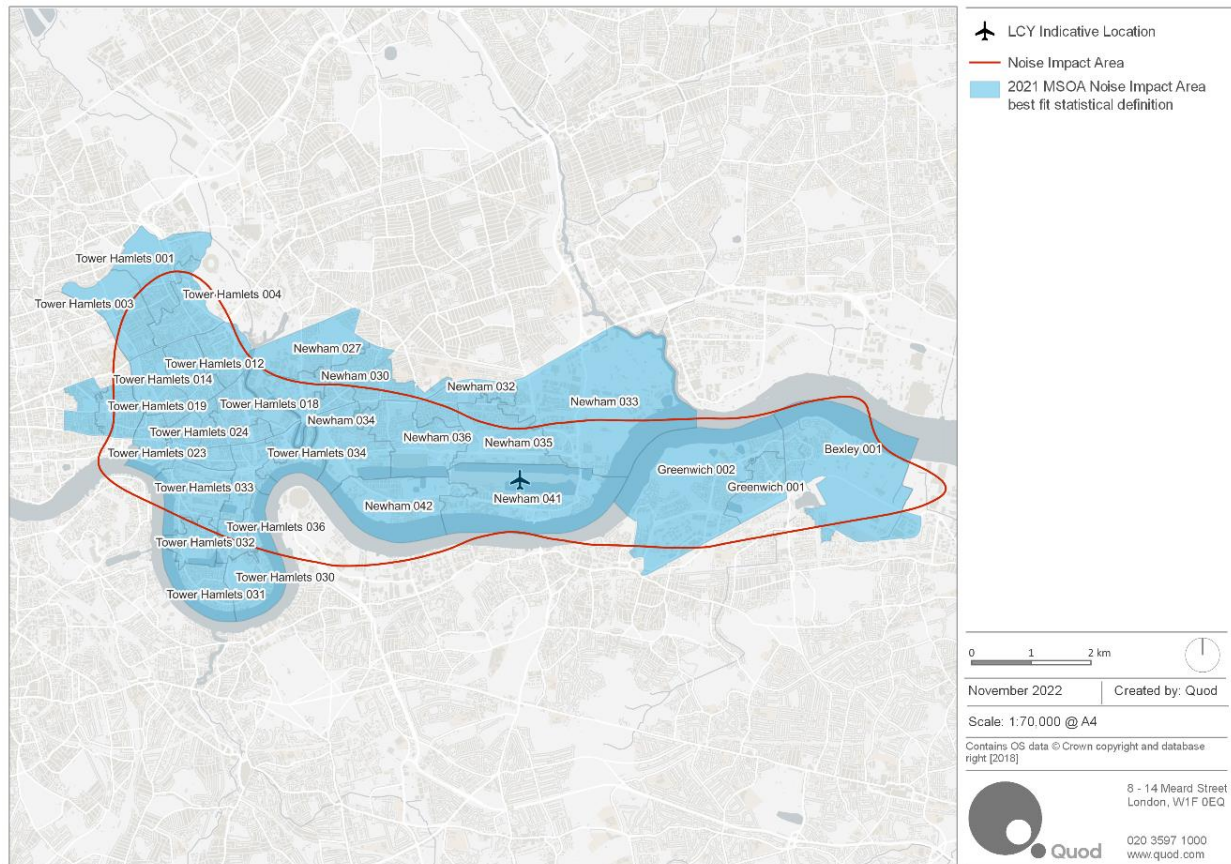 LCY Indicative Location
Noise Impact Area
2021 MSOA Noise Impact Area
best fit statistical definition
Tower Hamlets 001
Tower Hamlets 004
Tower Hamlets 003
Newham 027
Tower Hamlets 012
Newham 030
Tower Hamlets 014
Newham 032
Newham 033
Tower Hamlets 019
Tower Hamlets 018
Newham 034
Tower Hamlets 024
Newham 036
Newham 035
Bexley 001
Tower Hamlets 023
Tower Hamlets 034
Greenwich 002
Tower Hamlets 033
Greenwich 001
Newham 041
Newham 042
Tower Hamlets 036
Tower Hamlets 032
Tower Hamlets 030
Tower Hamlets 031
0 1 2 km
November 2022
Created by: Quod
Scale: 1:70,000 @ A4
Contains OS data © Crown copyright and database
right [2018]
8 - 14 Meard Street
London, W1F 0EQ
020 3597 1000
www.quod.com
Quod